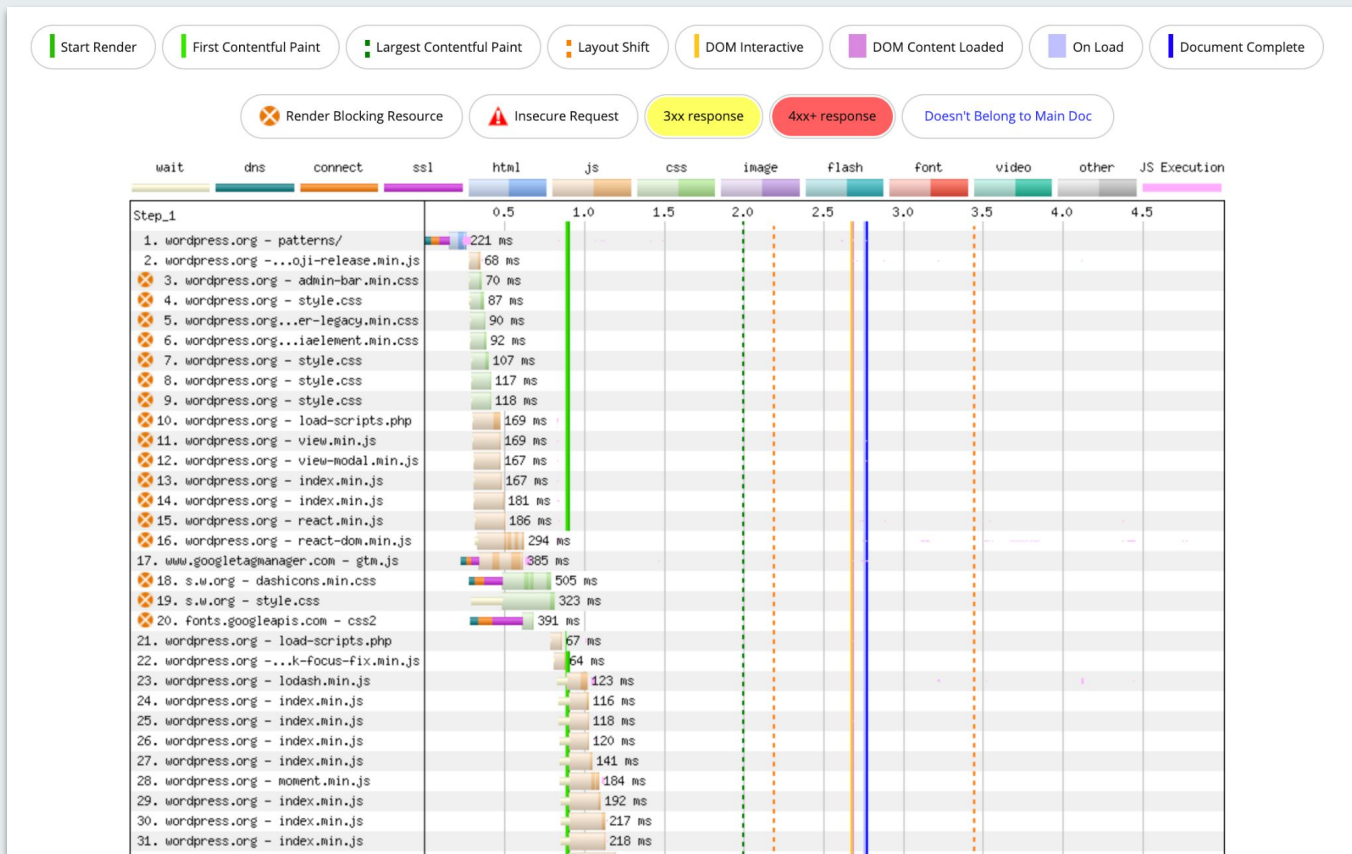 Start Render First Contentful Paint Largest Contentful Paint Layout Shift DOM Interactive DOM Content Loaded On Load Document Complete
Render Blocking Resource Insecure Request 3xx response 4xx+ response Doesn't Belong to Main Doc
wait dns connect ssl html js css image flash font video other JS Execution
Step_1 0.5 1.0 1.5 2.0 2.5 3.0 3.5 4.0 4.5
1. wordpress.org - patterns/ 221 ms
2. wordpress.org -...oji-release.min.js 68 ms
3. wordpress.org - admin-bar.min.css 70 ms
4. wordpress.org - style.css 87 ms
5. wordpress.org...er-legacy.min.css 90 ms
6. wordpress.org...iaelement.min.css 92 ms
7. wordpress.org - style.css 107 ms
8. wordpress.org - style.css 117 ms
9. wordpress.org - style.css 118 ms
10. wordpress.org - load-scripts.php 169 ms
11. wordpress.org - view.min.js 169 ms
12. wordpress.org - view-modal.min.js 167 ms
13. wordpress.org - index.min.js 167 ms
14. wordpress.org - index.min.js 181 ms
15. wordpress.org - react.min.js 186 ms
16. wordpress.org - react-dom.min.js 294 ms
17. www.googletagmanager.com - gtm.js 385 ms
18. s.w.org - dashicons.min.css 505 ms
19. s.w.org - style.css 323 ms
20. fonts.googleapis.com - css2 391 ms
21. wordpress.org - load-scripts.php 67 ms
22. wordpress.org -...k-focus-fix.min.js 64 ms
23. wordpress.org - lodash.min.js 123 ms
24. wordpress.org - index.min.js 116 ms
25. wordpress.org - index.min.js 118 ms
26. wordpress.org - index.min.js 120 ms
27. wordpress.org - index.min.js 141 ms
28. wordpress.org - moment.min.js 184 ms
29. wordpress.org - index.min.js 192 ms
30. wordpress.org - index.min.js 217 ms
31. wordpress.org - index.min.js 218 ms